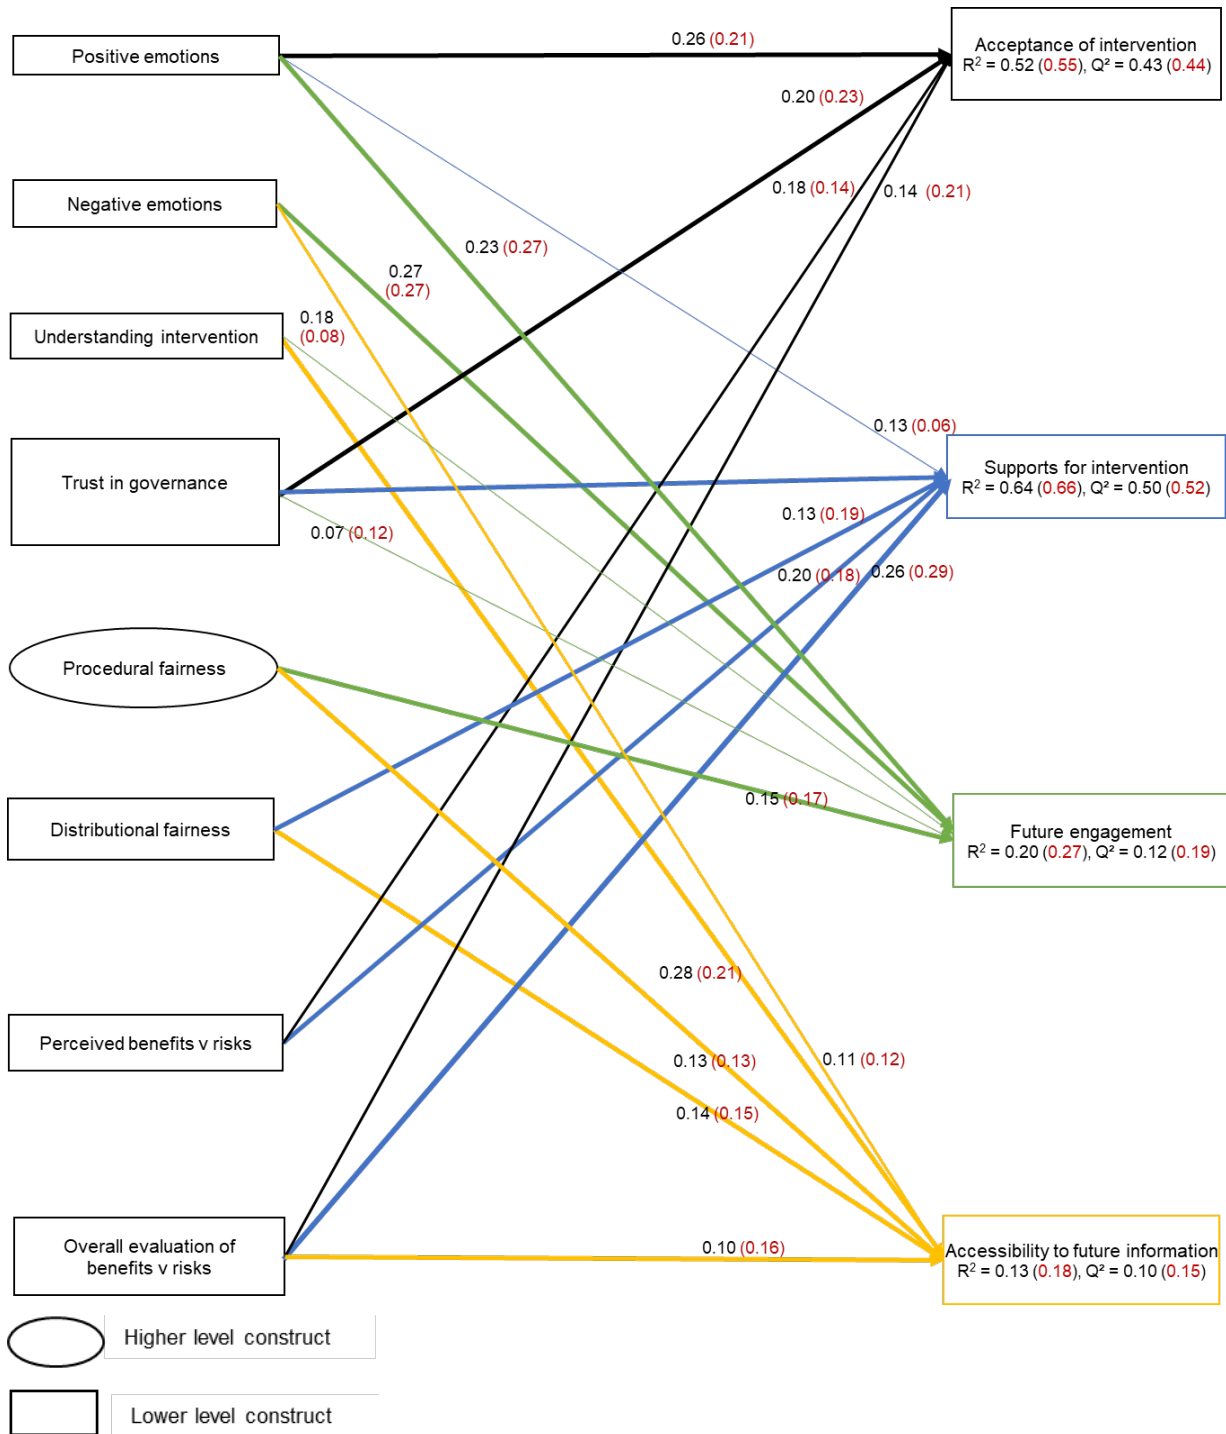 0.26 (0.21)
Acceptance of intervention
R² = 0.52 (0.55), Q² = 0.43 (0.44)
Positive emotions
0.20 (0.23)
0.18 (0.14)
0.14 (0.21)
Negative emotions
0.23 (0.27)
0.27
(0.27)
0.18
(0.08)
Understanding intervention
0.13 (0.06)
Trust in governance
Supports for intervention
R² = 0.64 (0.66), Q² = 0.50 (0.52)
0.13 (0.19)
0.07 (0.12)
0.20 (0.18)
0.26 (0.29)
Procedural fairness
0.15 (0.17)
Distributional fairness
Future engagement
R² = 0.20 (0.27), Q² = 0.12 (0.19)
0.28 (0.21)
Perceived benefits v risks
0.13 (0.13)
0.11 (0.12)
0.14 (0.15)
Overall evaluation of
benefits v risks
0.10 (0.16)
Accessibility to future information
R² = 0.13 (0.18), Q² = 0.10 (0.15)
Higher level construct
Lower level construct